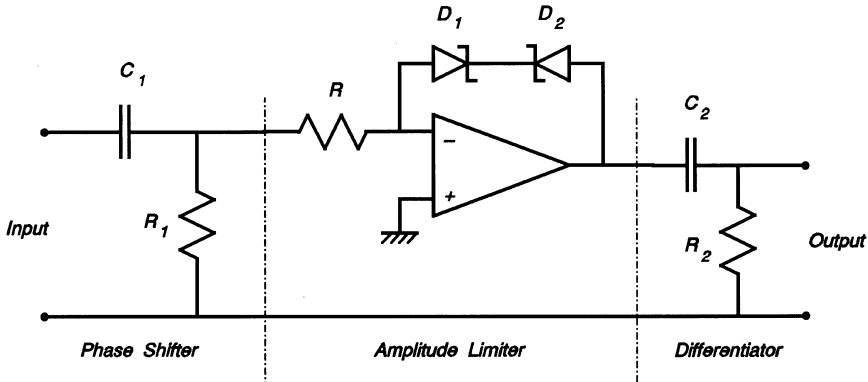 D1 D2
C1
R
C2
−
+
R1
Input
R2
Output
Phase Shifter
Amplitude Limiter
Differentiator